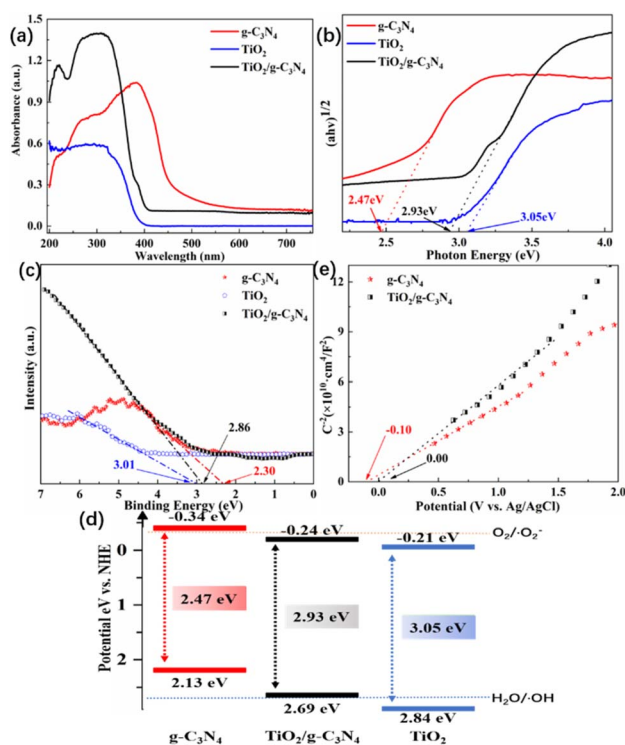 (a)
g-C₃N₄
TiO₂
TiO₂/g-C₃N₄
Absorbance (a.u.)
1.5
1.2
0.9
0.6
0.3
0.0
200 300 400 500 600 700
Wavelength (nm)
(b)
g-C₃N₄
TiO₂
TiO₂/g-C₃N₄
(ahv)^1/2
2.47eV
2.93eV
3.05eV
2.5 3.0 3.5 4.0
Photon Energy (eV)
(c)
g-C₃N₄
TiO₂
TiO₂/g-C₃N₄
Intensity (a.u.)
3.01
2.86
2.30
7 6 5 4 3 2 1 0
Binding Energy (eV)
(e)
g-C₃N₄
TiO₂/g-C₃N₄
C⁻²(×10¹⁰·cm⁴/F²)
12
9
6
3
0
-0.10
0.00
0.0 0.5 1.0 1.5 2.0
Potential (V vs. Ag/AgCl)
(d)
Potential eV vs. NHE
0
1
2
-0.34 eV
-0.24 eV
-0.21 eV
O₂/·O₂⁻
2.47 eV
2.93 eV
3.05 eV
2.13 eV
2.69 eV
2.84 eV
H₂O/·OH
g-C₃N₄
TiO₂/g-C₃N₄
TiO₂